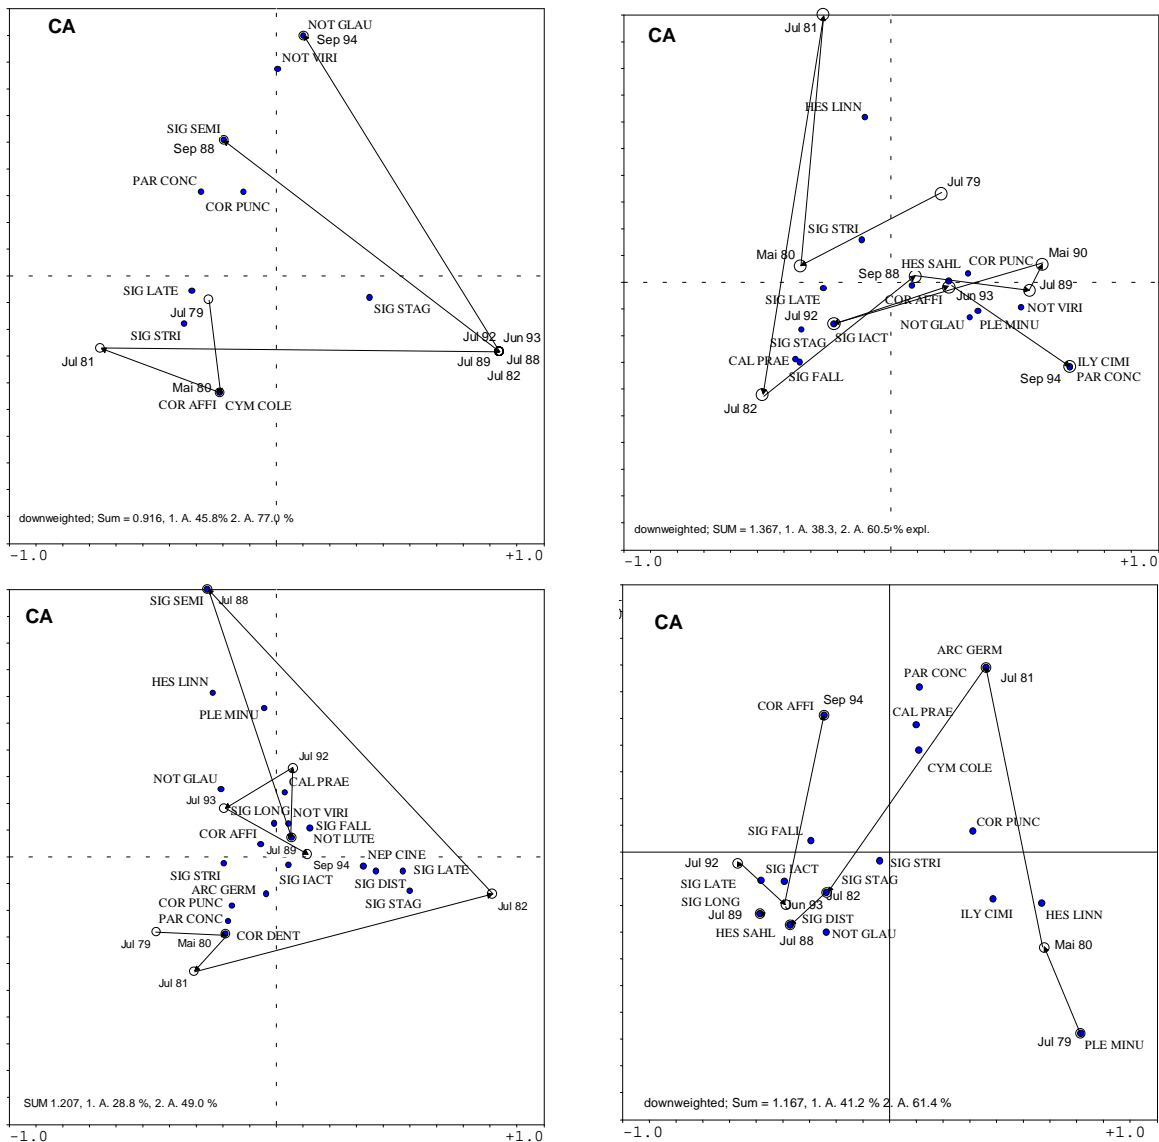 CA
NOT GLAU
Sep 94
NOT VIRI
SIG SEMI
Sep 88
PAR CONC
COR PUNC
SIG LATE
Jul 79
SIG STRI
SIG STAG
Jul 81
Jul 92
Jun 93
Jul 89
Jul 88
Jul 82
Mai 80
COR AFFI
CYM COLE
downweighted; Sum = 0.916, 1. A. 45.8% 2. A. 77.0 %
-1.0
+1.0
CA
Jul 81
HES LINN
Jul 79
SIG STRI
Mai 80
Mai 90
HES SAHL
COR PUNC
Sep 88
Jul 89
SIG LATE
COR AFFI
Jun 93
NOT VIRI
Jul 92
SIG IACT
NOT GLAU
PLE MINU
SIG STAG
CAL PRAE
SIG FALL
ILY CIMI
Sep 94
PAR CONC
Jul 82
downweighted; SUM = 1.367, 1. A. 38.3, 2. A. 60.5 % expl.
-1.0
+1.0
CA
SIG SEMI
Jul 88
HES LINN
PLE MINU
Jul 92
NOT GLAU
CAL PRAE
Jul 93
SIG LONG
NOT VIRI
SIG FALL
COR AFFI
NOT LUTE
Jul 89
Sep 94
NEP CINE
SIG STRI
SIG IACT
SIG LATE
SIG DIST
ARC GERM
SIG STAG
COR PUNC
Jul 82
PAR CONC
Jul 79
Mai 80
COR DENT
Jul 81
SUM 1.207, 1. A. 28.8 %, 2. A. 49.0 %
-1.0
+1.0
CA
ARC GERM
PAR CONC
Jul 81
COR AFFI
Sep 94
CAL PRAE
CYM COLE
COR PUNC
SIG FALL
Jul 92
SIG IACT
SIG STRI
SIG LATE
SIG STAG
Jul 82
SIG LONG
Jun 93
Jul 89
SIG DIST
HES SAHL
Jul 88
NOT GLAU
ILY CIMI
HES LINN
Mai 80
Jul 79
PLE MINU
downweighted; Sum = 1.167, 1. A. 41.2 % 2. A. 61.4 %
-1.0
+1.0